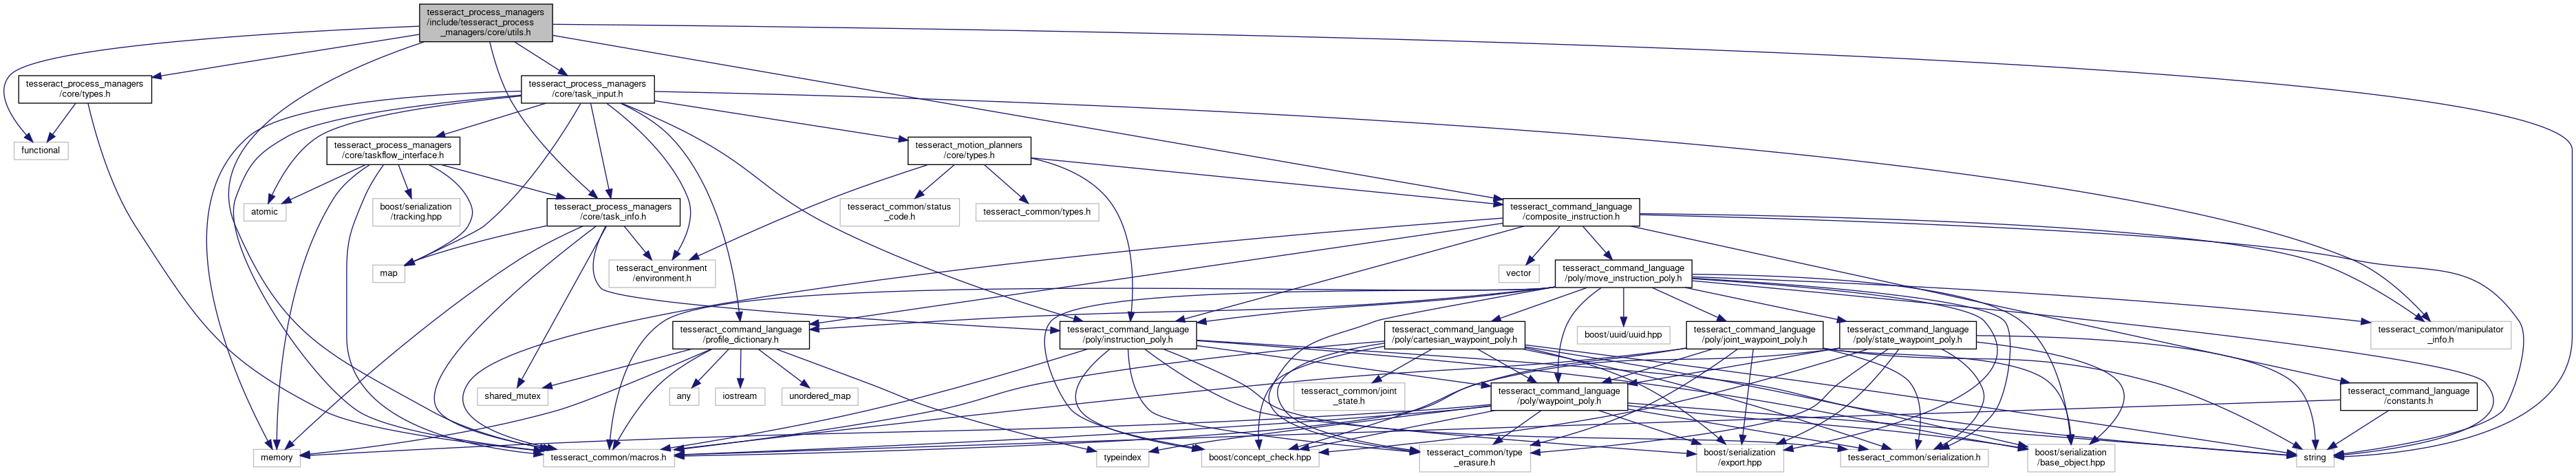 tesseract_process_managers
/include/tesseract_process
_managers/core/utils.h
tesseract_process_managers
/core/types.h
tesseract_process_managers
/core/task_input.h
functional
tesseract_process_managers
/core/taskflow_interface.h
tesseract_motion_planners
/core/types.h
atomic
boost/serialization
/tracking.hpp
tesseract_process_managers
/core/task_info.h
tesseract_common/status
_code.h
tesseract_common/types.h
tesseract_command_language
/composite_instruction.h
map
tesseract_environment
/environment.h
vector
tesseract_command_language
/poly/move_instruction_poly.h
tesseract_command_language
/profile_dictionary.h
tesseract_command_language
/poly/instruction_poly.h
tesseract_command_language
/poly/cartesian_waypoint_poly.h
boost/uuid/uuid.hpp
tesseract_command_language
/poly/joint_waypoint_poly.h
tesseract_command_language
/poly/state_waypoint_poly.h
tesseract_common/manipulator
_info.h
shared_mutex
any
iostream
unordered_map
tesseract_common/joint
_state.h
tesseract_command_language
/poly/waypoint_poly.h
tesseract_command_language
/constants.h
memory
tesseract_common/macros.h
typeindex
boost/concept_check.hpp
tesseract_common/type
_erasure.h
boost/serialization
/export.hpp
tesseract_common/serialization.h
boost/serialization
/base_object.hpp
string